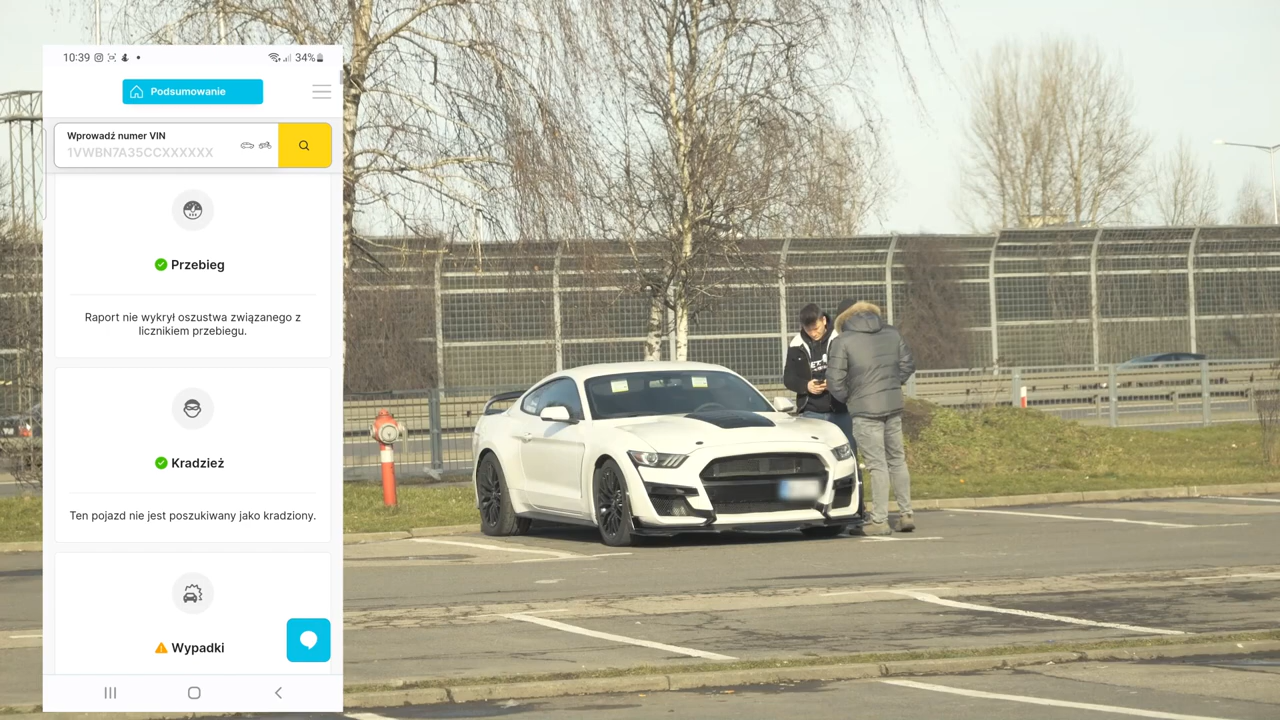 10:39
34%
Podsumowanie
Wprowadź numer VIN
1VWBN7A35CCXXXXXX
Przebieg
Raport nie wykrył oszustwa związanego z
licznikiem przebiegu.
Kradzież
Ten pojazd nie jest poszukiwany jako kradziony.
Wypadki